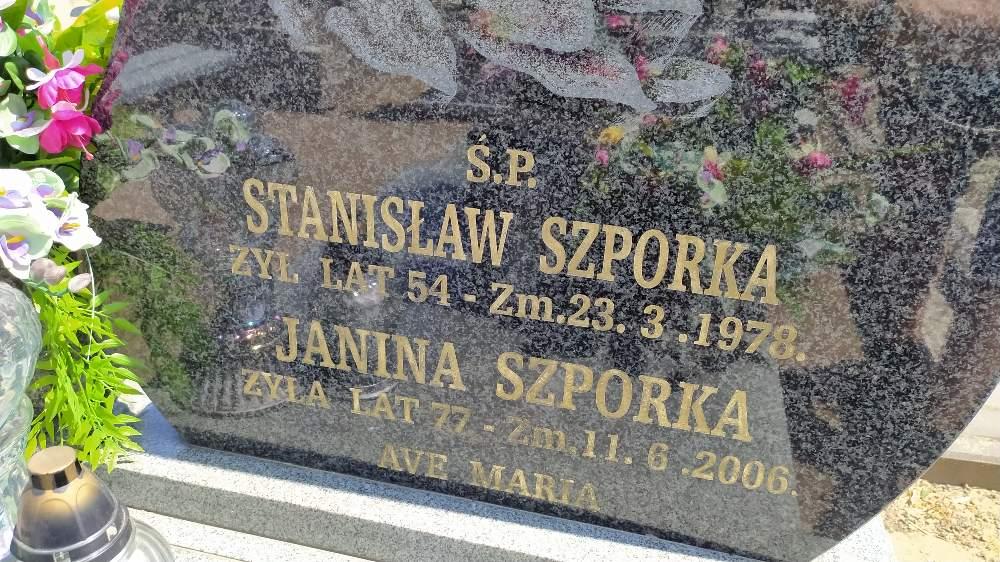 Ś.P.
STANISŁAW SZPORKA
ŻYŁ LAT 54 - Zm.23. 3 .1978.
JANINA SZPORKA
ŻYŁA LAT 77 - Zm.11. 6 .2006.
AVE MARIA